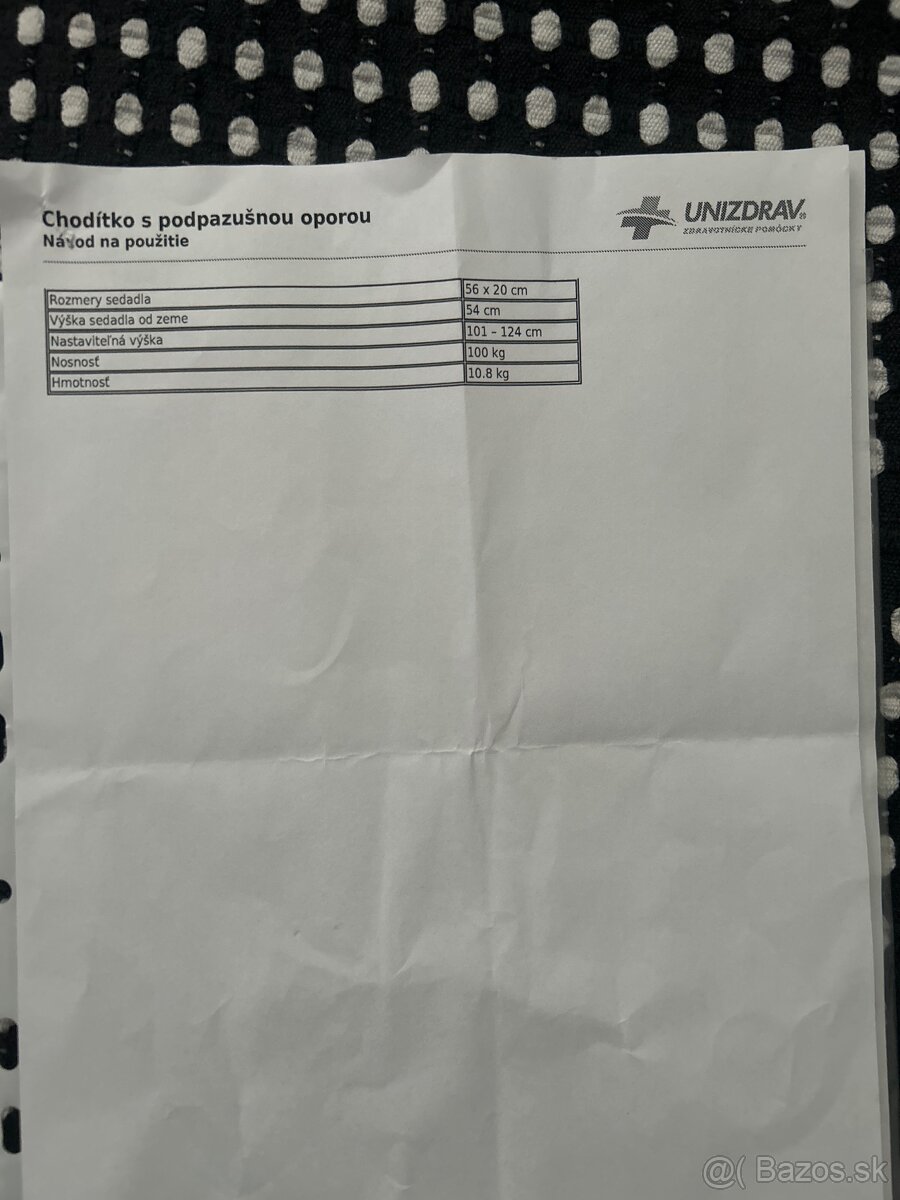 Chodítko s podpazušnou oporou
Návod na použitie
UNIZDRAV®
ZDRAVOTNÍCKE POMÔCKY
Rozmery sedadla 56 x 20 cm
Výška sedadla od zeme 54 cm
Nastaviteľná výška 101 – 124 cm
Nosnosť 100 kg
Hmotnosť 10.8 kg
@( Bazos.sk